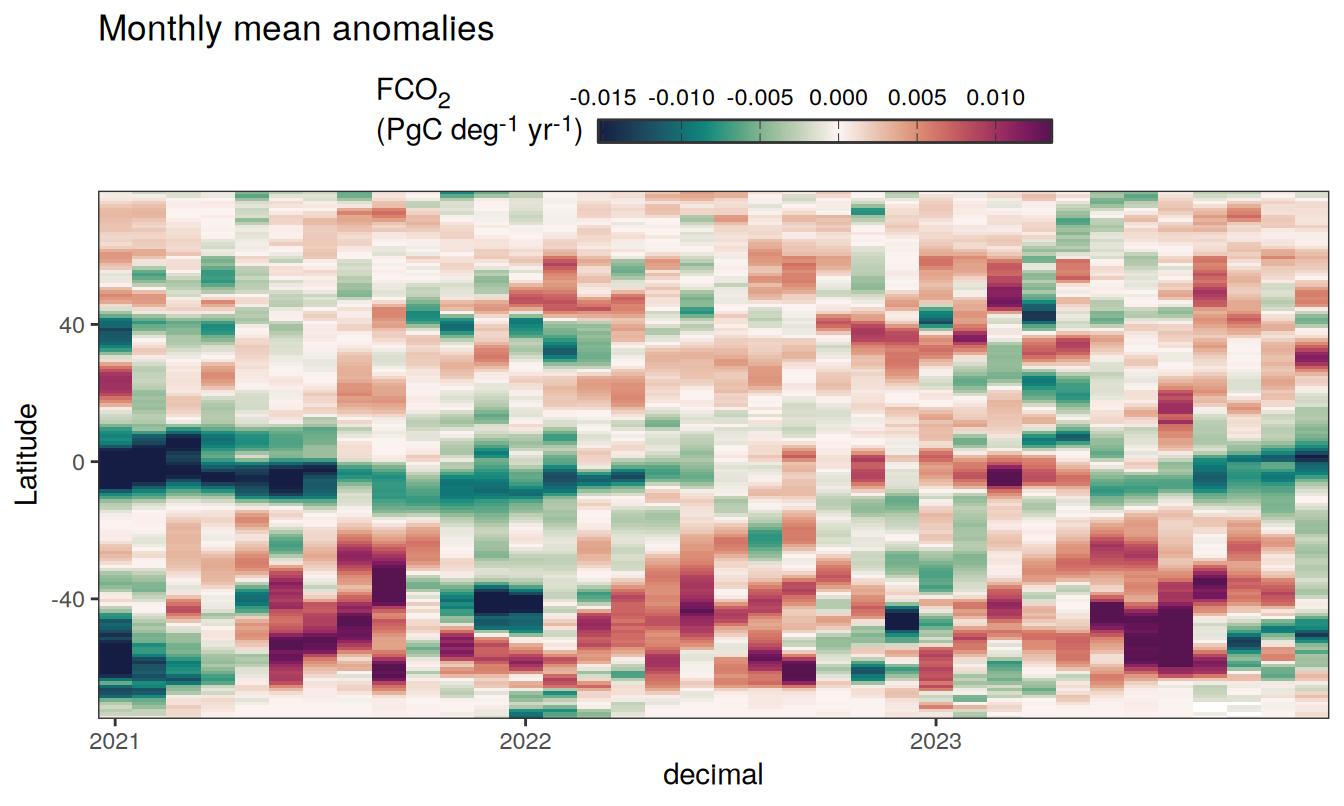 Monthly mean anomalies
FCO2
(PgC deg-1 yr-1)
-0.015 -0.010 -0.005 0.000 0.005 0.010
Latitude
40
0
-40
2021 2022 2023
decimal